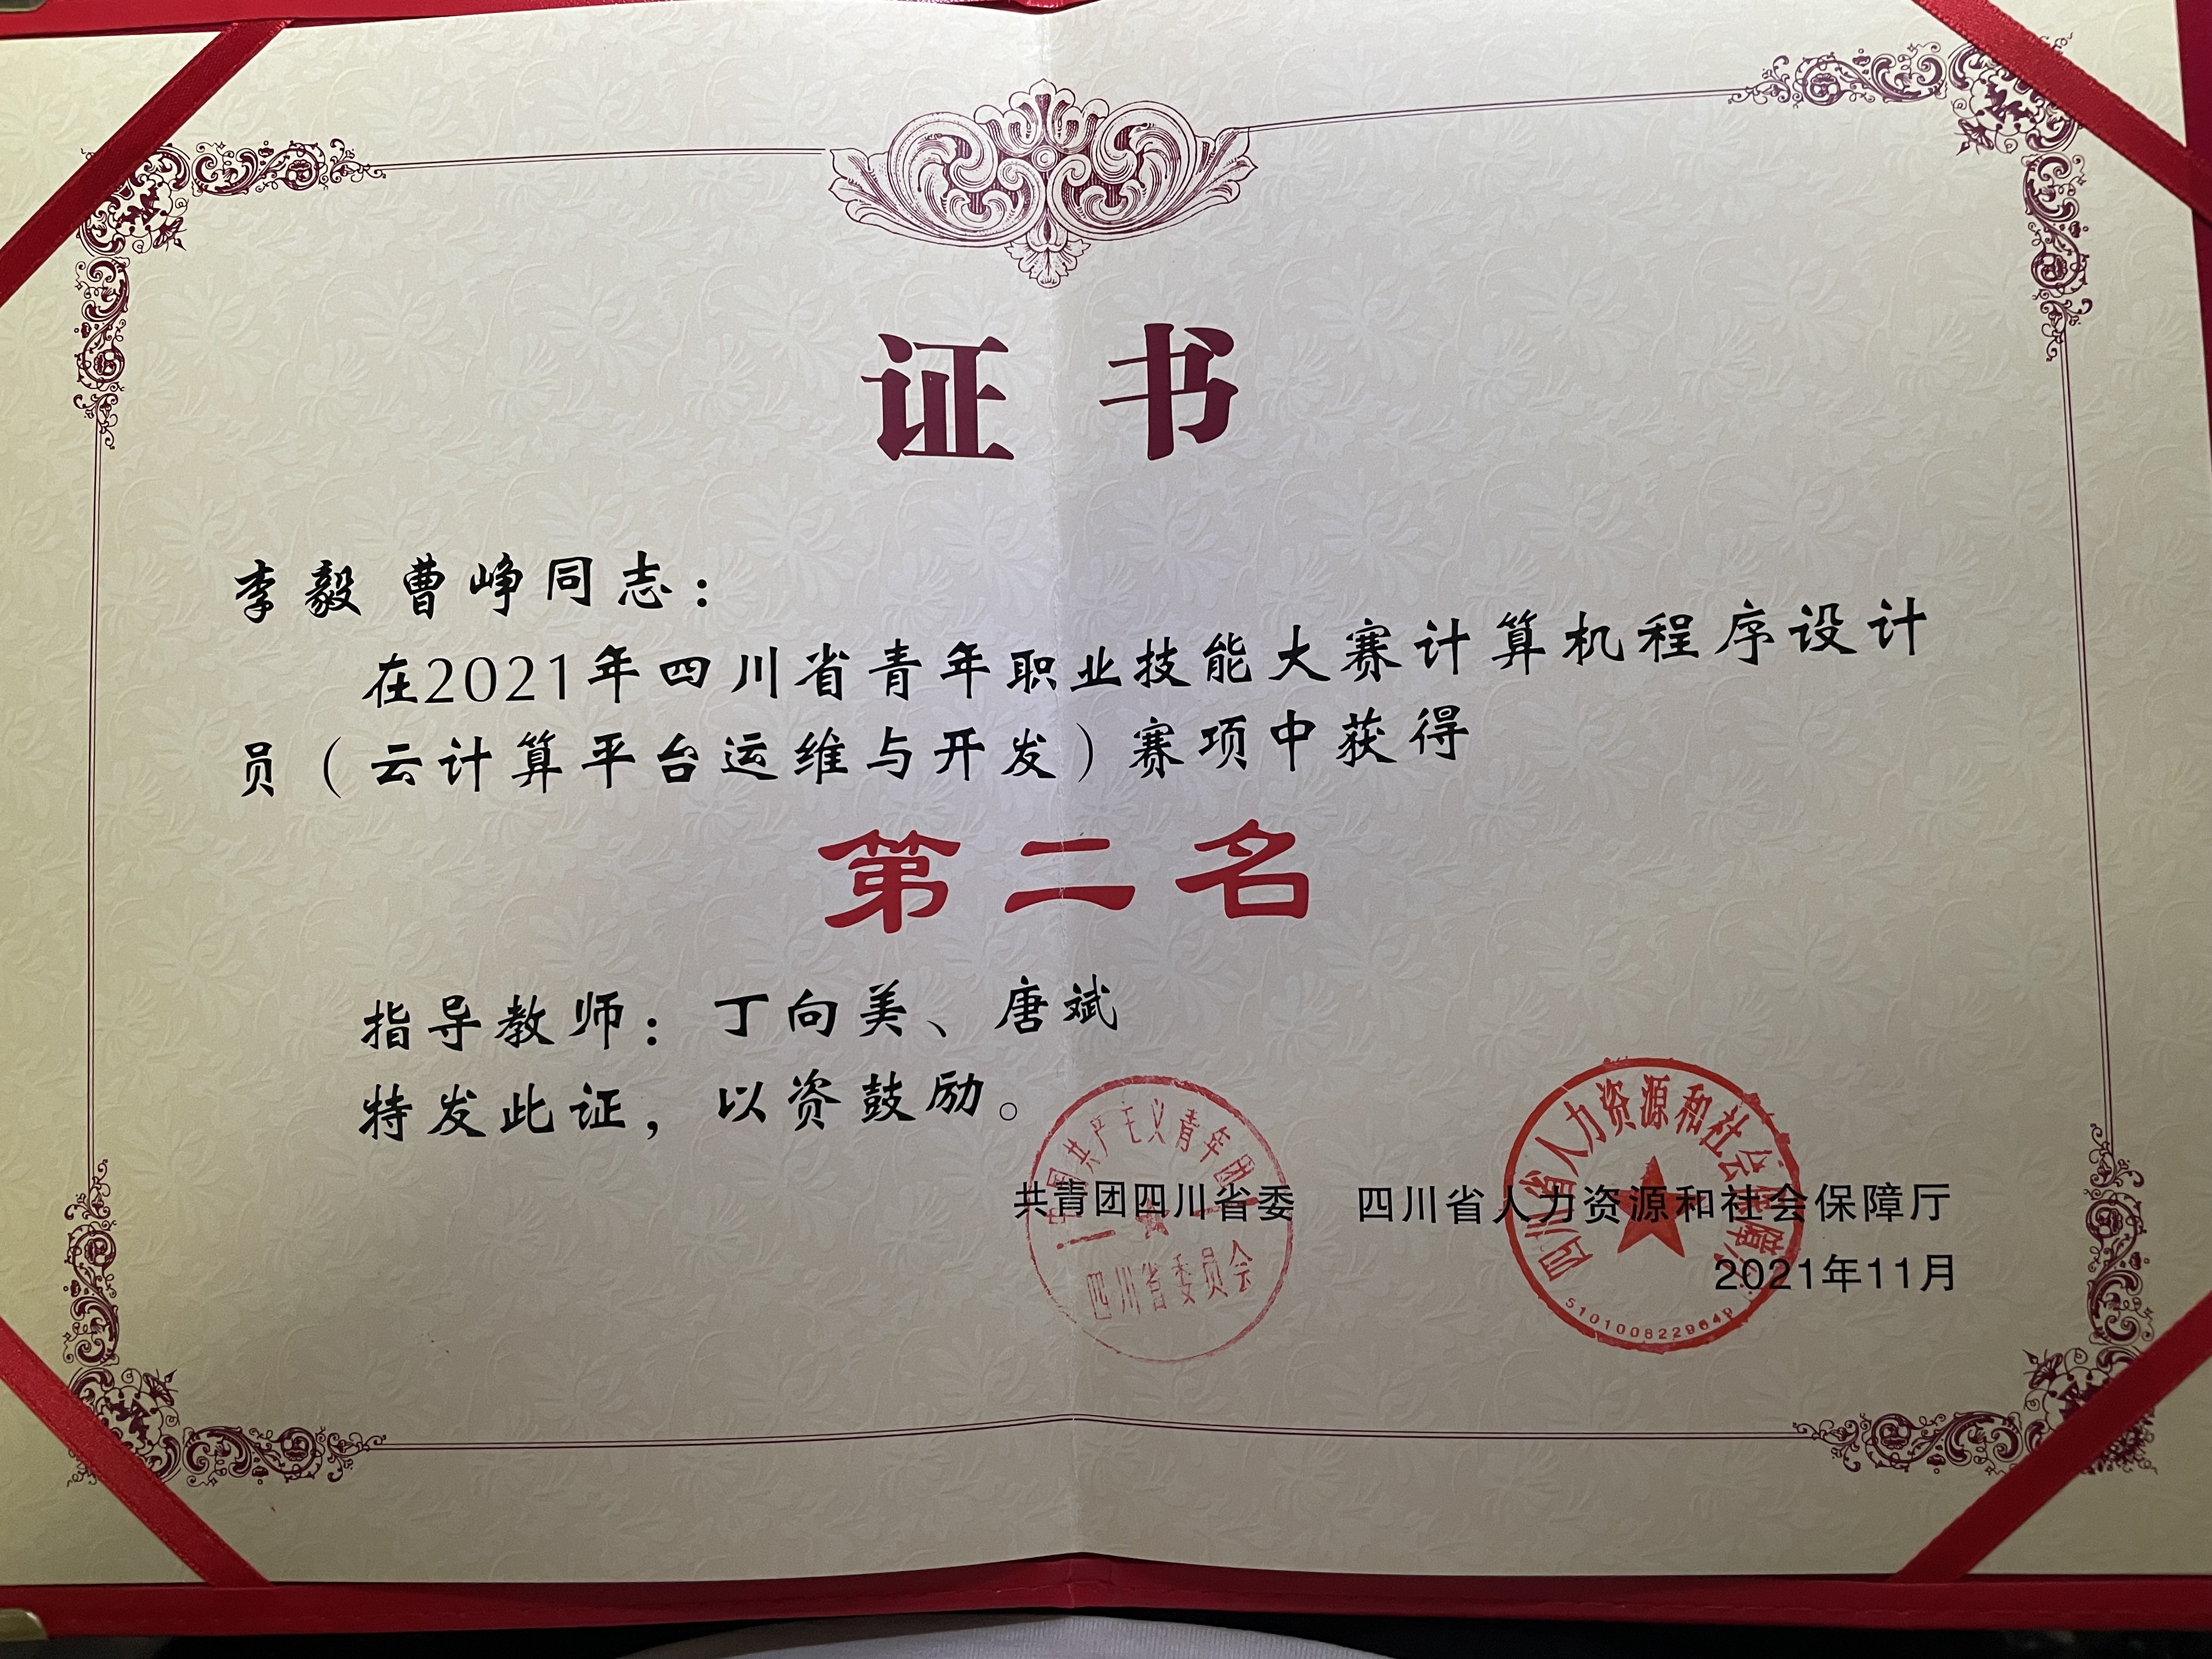 证书
李毅 曹峥同志：
在2021年四川省青年职业技能大赛计算机程序设计
员（云计算平台运维与开发）赛项中获得
第二名
指导教师：丁向美、唐斌
特发此证，以资鼓励。
共青团四川省委 四川省人力资源和社会保障厅
2021年11月
中国共产主义青年团
四川省委员会
四川省人力资源和社会保障厅